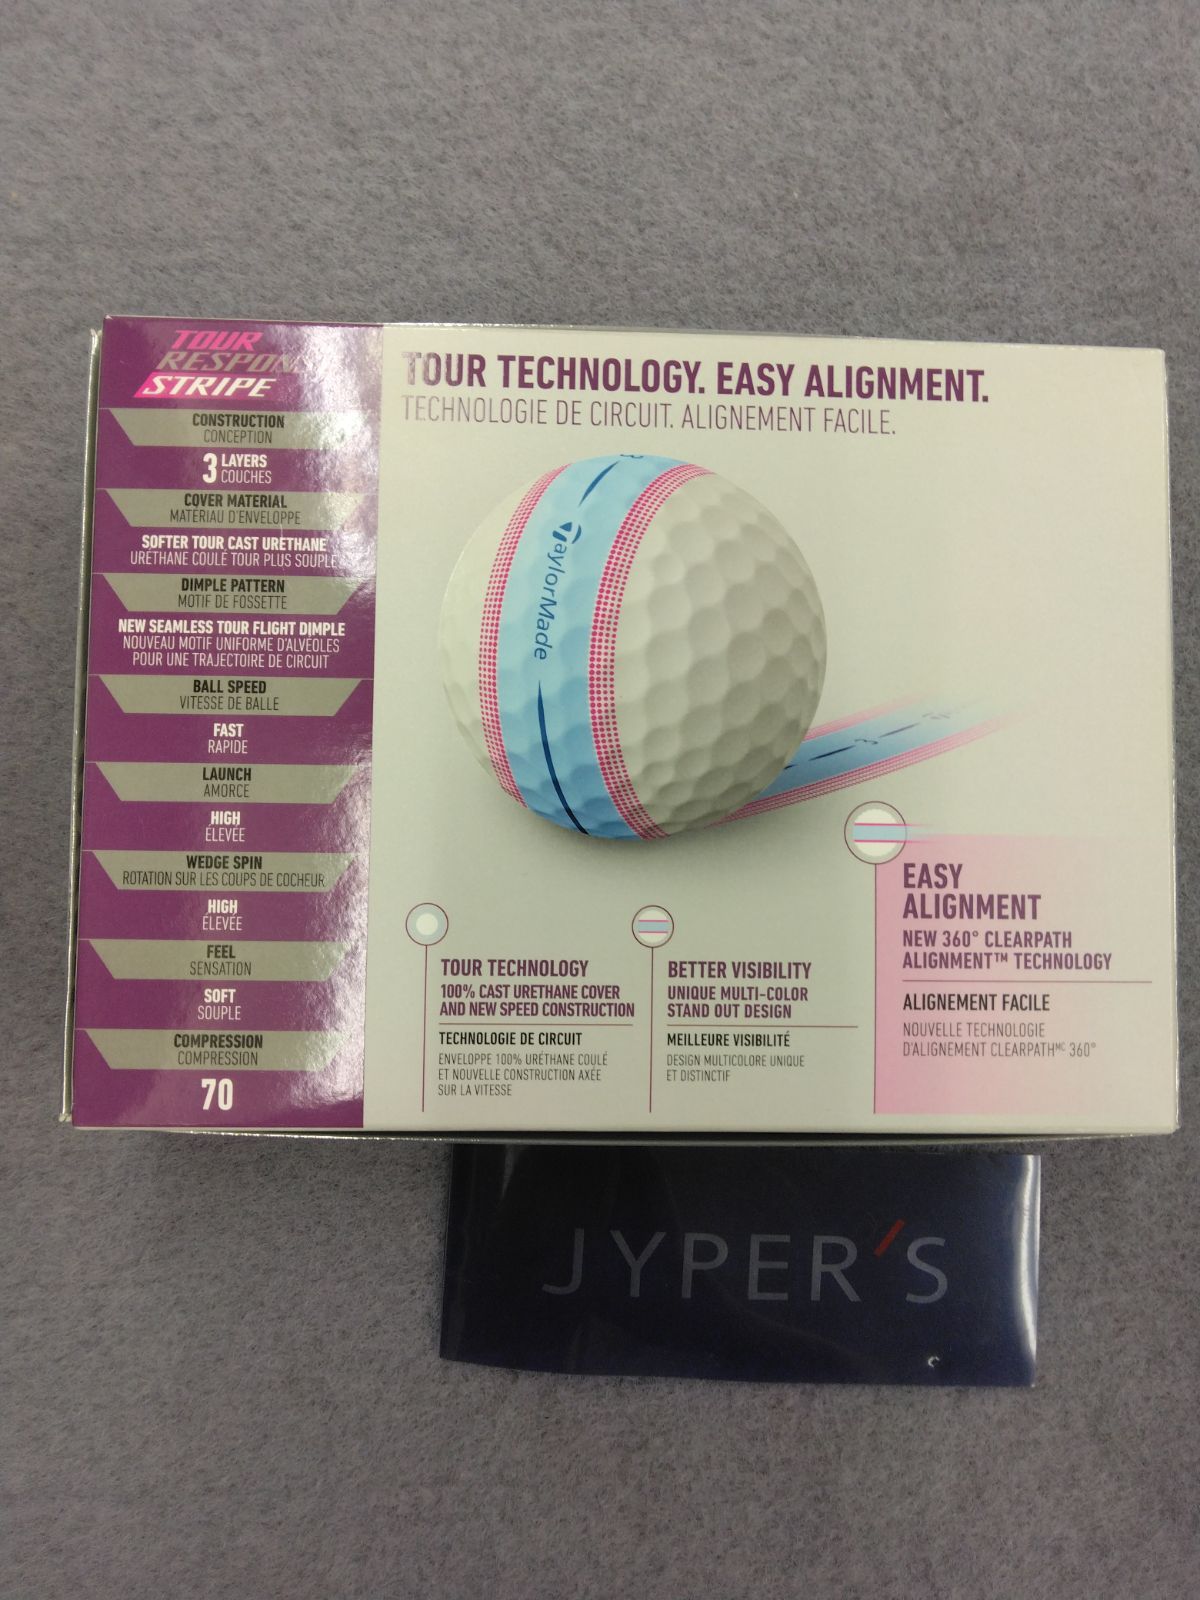 TOUR
RESPON
STRIPE
CONSTRUCTION
CONCEPTION
3 LAYERS
COUCHES
COVER MATERIAL
MATÉRIAU D'ENVELOPPE
SOFTER TOUR CAST URETHANE
URÉTHANE COULÉ TOUR PLUS SOUPLE
DIMPLE PATTERN
MOTIF DE FOSSETTE
NEW SEAMLESS TOUR FLIGHT DIMPLE
NOUVEAU MOTIF UNIFORME D'ALVÉOLES
POUR UNE TRAJECTOIRE DE CIRCUIT
BALL SPEED
VITESSE DE BALLE
FAST
RAPIDE
LAUNCH
AMORCE
HIGH
ÉLEVÉE
WEDGE SPIN
ROTATION SUR LES COUPS DE COCHEUR
HIGH
ÉLEVÉE
FEEL
SENSATION
SOFT
SOUPLE
COMPRESSION
COMPRESSION
70
TOUR TECHNOLOGY. EASY ALIGNMENT.
TECHNOLOGIE DE CIRCUIT. ALIGNEMENT FACILE.
TaylorMade
3
TOUR TECHNOLOGY
100% CAST URETHANE COVER
AND NEW SPEED CONSTRUCTION
TECHNOLOGIE DE CIRCUIT
ENVELOPPE 100% URÉTHANE COULÉ
ET NOUVELLE CONSTRUCTION AXÉE
SUR LA VITESSE
BETTER VISIBILITY
UNIQUE MULTI-COLOR
STAND OUT DESIGN
MEILLEURE VISIBILITÉ
DESIGN MULTICOLORE UNIQUE
ET DISTINCTIF
EASY
ALIGNMENT
NEW 360° CLEARPATH
ALIGNMENT™ TECHNOLOGY
ALIGNEMENT FACILE
NOUVELLE TECHNOLOGIE
D'ALIGNEMENT CLEARPATHᴹᶜ 360°
JYPER'S